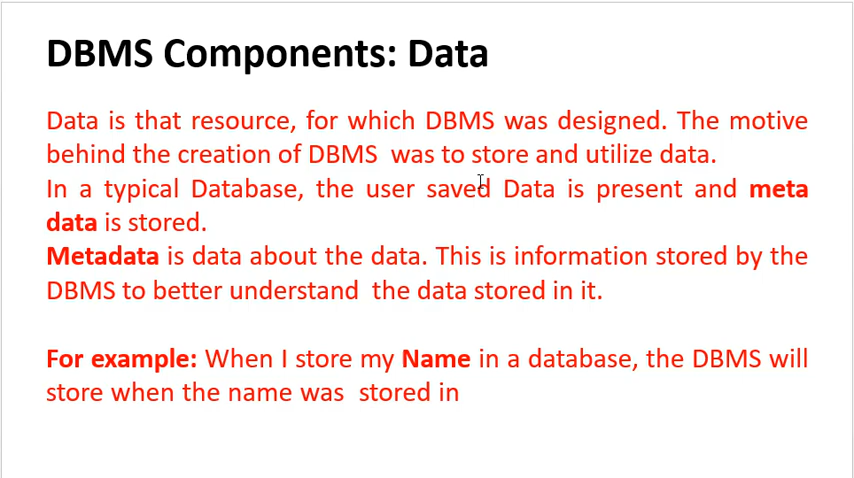 DBMS Components: Data
Data is that resource, for which DBMS was designed. The motive
behind the creation of DBMS was to store and utilize data.
In a typical Database, the user saved Data is present and meta
data is stored.
Metadata is data about the data. This is information stored by the
DBMS to better understand the data stored in it.
For example: When I store my Name in a database, the DBMS will
store when the name was stored in